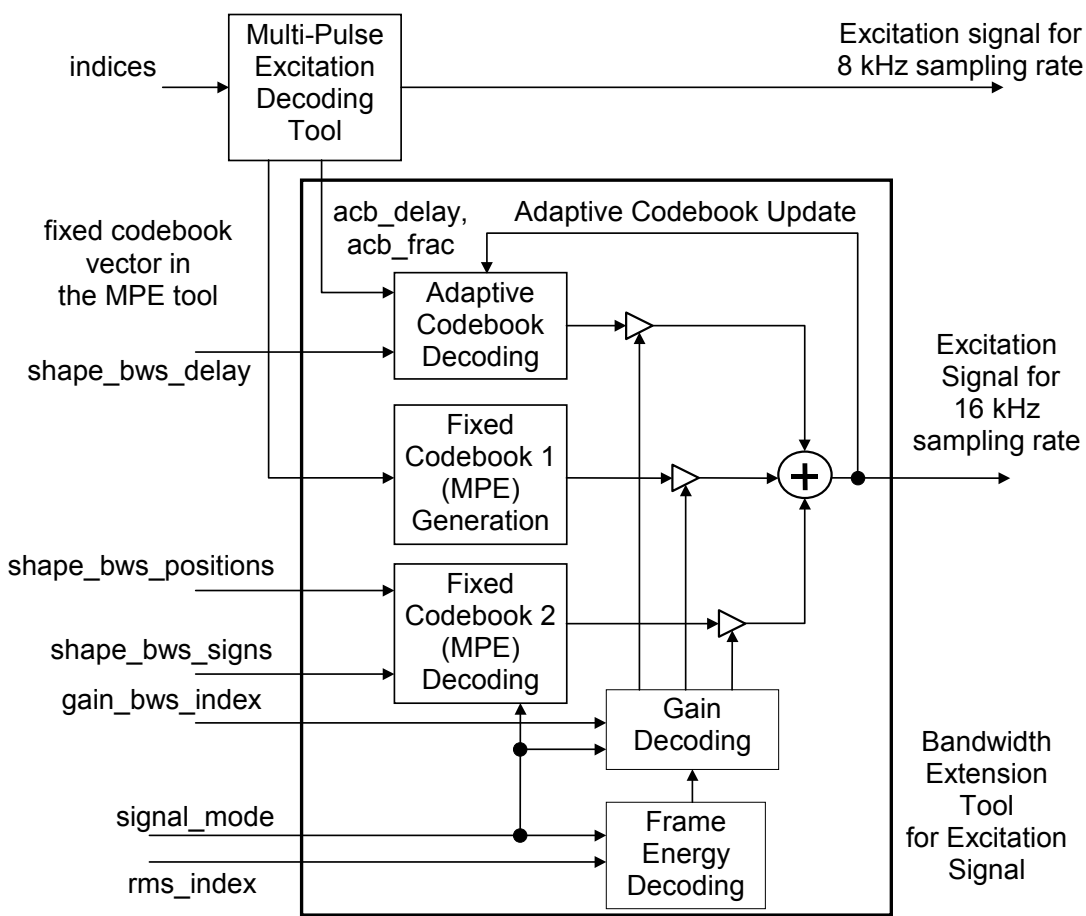 indices
Multi-Pulse
Excitation
Decoding
Tool
Excitation signal for
8 kHz sampling rate
fixed codebook
vector in
the MPE tool
acb_delay,
acb_frac
Adaptive Codebook Update
Adaptive
Codebook
Decoding
shape_bws_delay
Excitation
Signal for
16 kHz
sampling rate
Fixed
Codebook 1
(MPE)
Generation
+
shape_bws_positions
Fixed
Codebook 2
(MPE)
Decoding
shape_bws_signs
gain_bws_index
Gain
Decoding
signal_mode
Frame
Energy
Decoding
rms_index
Bandwidth
Extension
Tool
for Excitation
Signal